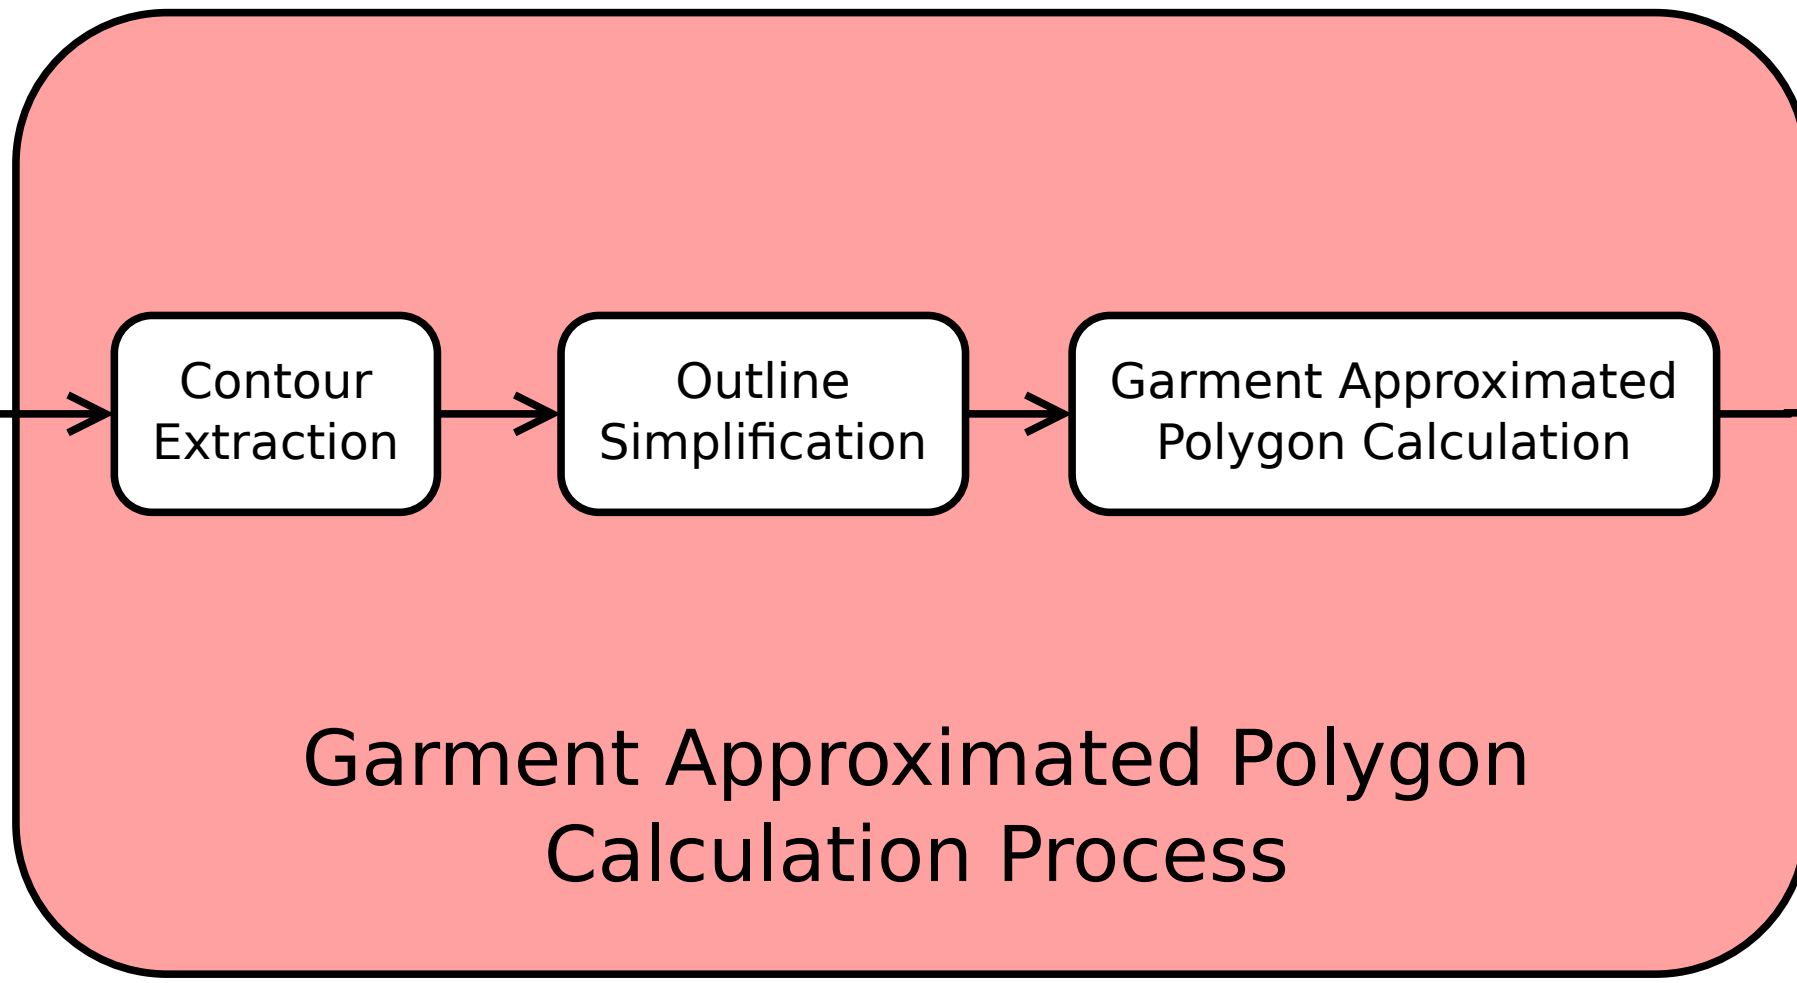 Contour
Extraction
Outline
Simplification
Garment Approximated
Polygon Calculation
Garment Approximated Polygon
Calculation Process